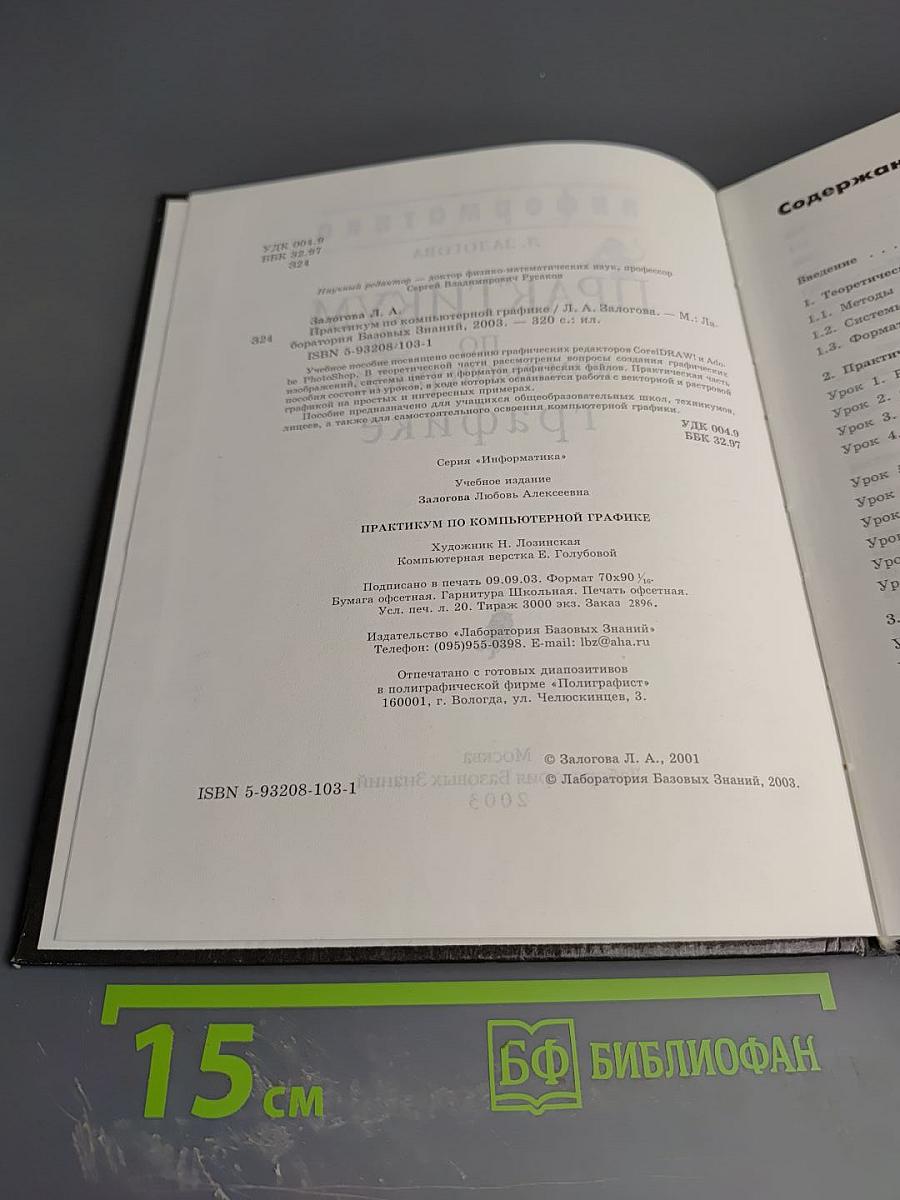 УДК 004.9
ББК 32.97
З24
Научный редактор — доктор физико-математических наук, профессор
Сергей Владимирович Русаков
Залогова Л. А.
З24 Практикум по компьютерной графике / Л. А. Залогова. — М.: Ла-
боратория Базовых Знаний, 2003. — 320 с.: ил.
ISBN 5-93208/103-1
Учебное пособие посвящено освоению графических редакторов CorelDRAW! и Ado-
be PhotoShop. В теоретической части рассмотрены вопросы создания графических
изображений, системы цветов и форматов графических файлов. Практическая часть
пособия состоит из уроков, в ходе которых осваивается работа с векторной и растровой
графикой на простых и интересных примерах.
Пособие предназначено для учащихся общеобразовательных школ, техникумов,
лицеев, а также для самостоятельного освоения компьютерной графики.
УДК 004.9
ББК 32.97
Серия «Информатика»
Учебное издание
Залогова Любовь Алексеевна
ПРАКТИКУМ ПО КОМПЬЮТЕРНОЙ ГРАФИКЕ
Художник Н. Лозинская
Компьютерная верстка Е. Голубовой
Подписано в печать 09.09.03. Формат 70x90 1/16.
Бумага офсетная. Гарнитура Школьная. Печать офсетная.
Усл. печ. л. 20. Тираж 3000 экз. Заказ 2896.
Издательство «Лаборатория Базовых Знаний»
Телефон: (095)955-0398. E-mail: lbz@aha.ru
Отпечатано с готовых диапозитивов
в полиграфической фирме «Полиграфист»
160001, г. Вологда, ул. Челюскинцев, 3.
© Залогова Л. А., 2001
© Лаборатория Базовых Знаний, 2003.
ISBN 5-93208-103-1
Содержан
Введение . . .
1. Теоретическ
1.1. Методы
1.2. Системы
1.3. Формат
2. Практич
Урок 1.
Урок 2.
Урок 3.
Урок 4.
Урок
Урок
Урок
Урок
Уро
Ур
3.
15 см
БФ БИБЛИОФАН